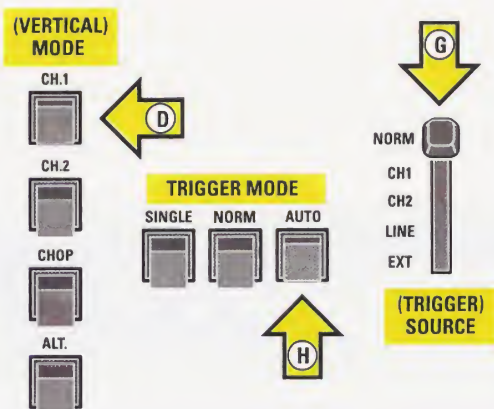 (VERTICAL)
MODE
CH.1
D
CH.2
CHOP
ALT.
TRIGGER MODE
SINGLE NORM AUTO
H
G
NORM
CH1
CH2
LINE
EXT
(TRIGGER)
SOURCE